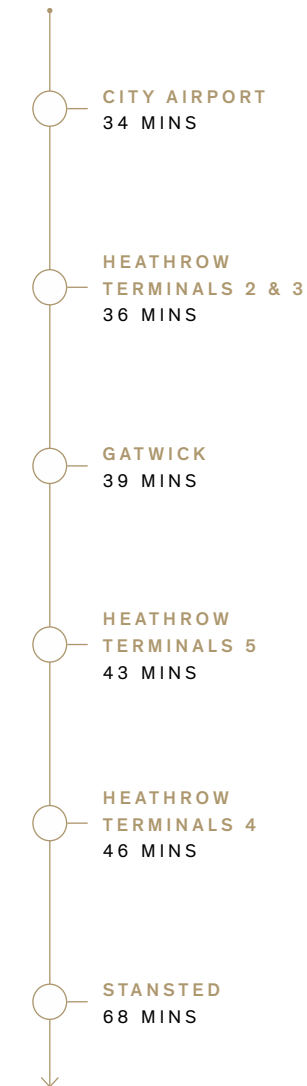 CITY AIRPORT
34 MINS
HEATHROW
TERMINALS 2 & 3
36 MINS
GATWICK
39 MINS
HEATHROW
TERMINALS 5
43 MINS
HEATHROW
TERMINALS 4
46 MINS
STANSTED
68 MINS